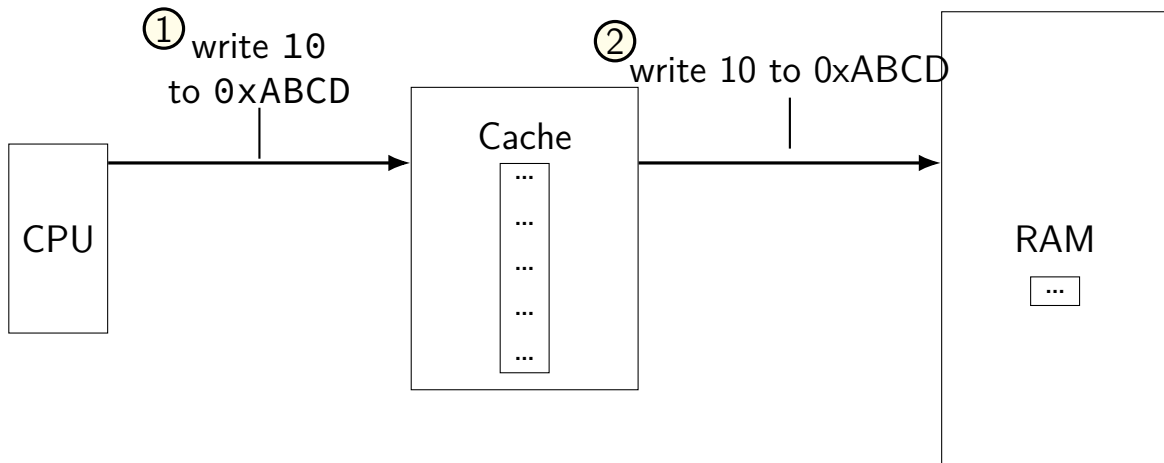 1
write 10
to 0xABCD
2
write 10 to 0xABCD
Cache
...
...
...
...
...
CPU
RAM
...